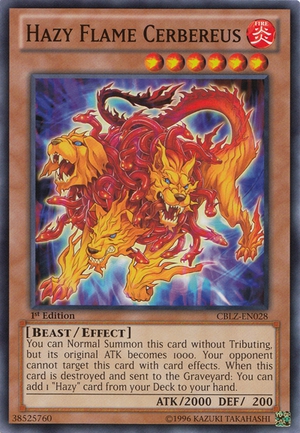 HAZY FLAME CERBEREUS
FIRE
炎
1st Edition
CBLZ-EN028
[BEAST/EFFECT]
You can Normal Summon this card without Tributing,
but its original ATK becomes 1000. Your opponent
cannot target this card with card effects. When this
card is destroyed and sent to the Graveyard: You can
add 1 "Hazy" card from your Deck to your hand.
ATK/2000 DEF/ 200
38525760
©1996 KAZUKI TAKAHASHI